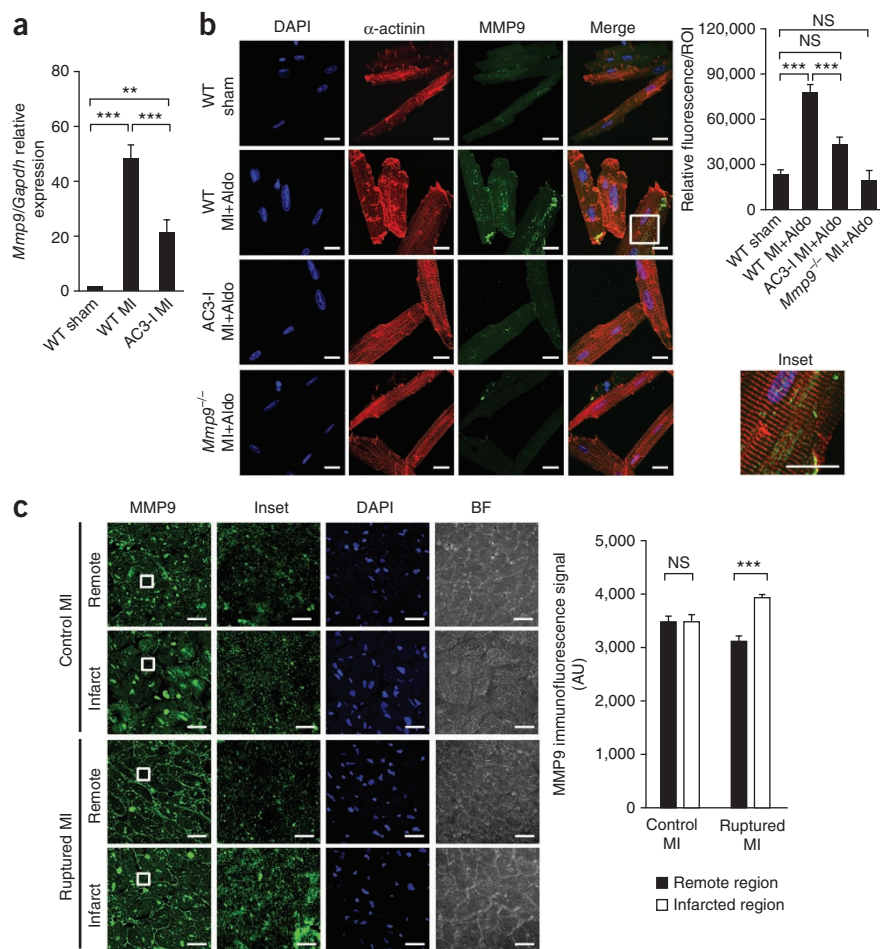 a
Mmp9/Gapdh relative
expression
80
60
40
20
0
**
***
***
WT sham
WT MI
AC3-I MI
b
DAPI
α-actinin
MMP9
Merge
WT
sham
WT
MI+Aldo
AC3-I
MI+Aldo
Mmp9–/–
MI+Aldo
Relative fluorescence/ROI
120,000
90,000
60,000
30,000
0
NS
NS
***
***
WT sham
WT MI+Aldo
AC3-I MI+Aldo
Mmp9–/– MI+Aldo
Inset
c
MMP9
Inset
DAPI
BF
Control MI
Remote
Infarct
Ruptured MI
Remote
Infarct
MMP9 immunofluorescence signal
(AU)
5,000
4,000
3,000
2,000
1,000
0
NS
***
Control
MI
Ruptured
MI
Remote region
Infarcted region